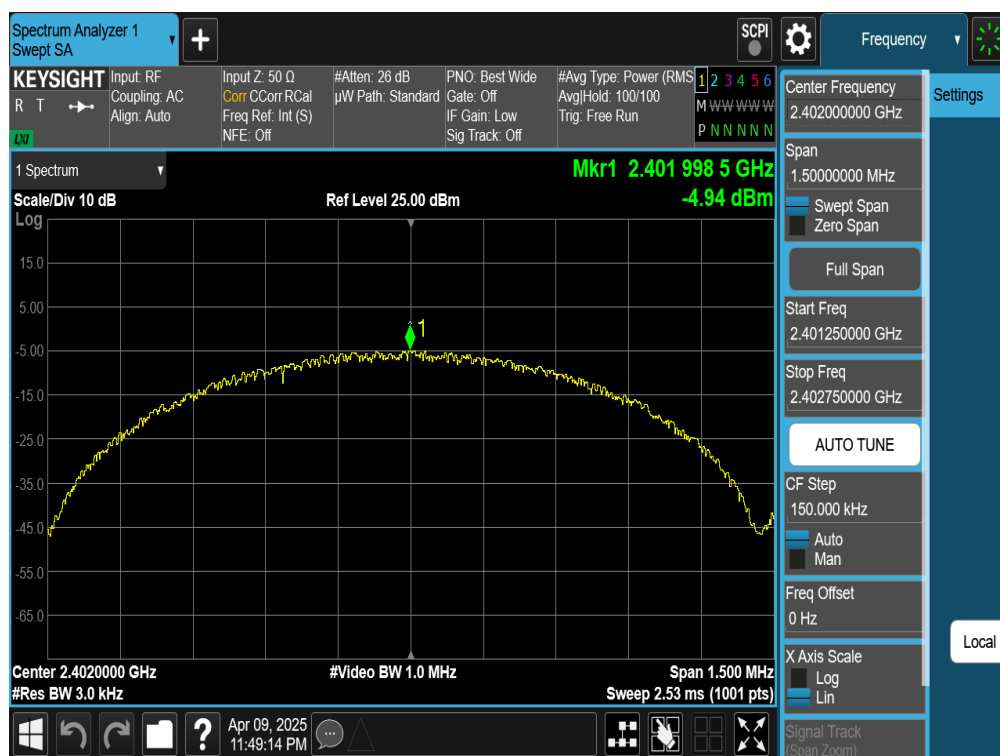 Spectrum Analyzer 1
Swept SA
+
SCPI
Frequency
KEYSIGHT
R T
LXI
Input: RF
Coupling: AC
Align: Auto
Input Z: 50 Ω
Corr CCorr RCal
Freq Ref: Int (S)
NFE: Off
#Atten: 26 dB
µW Path: Standard
PNO: Best Wide
Gate: Off
IF Gain: Low
Sig Track: Off
#Avg Type: Power (RMS
Avg|Hold: 100/100
Trig: Free Run
1 2 3 4 5 6
M W W W W W
P N N N N N
1 Spectrum
Scale/Div 10 dB
Log
Ref Level 25.00 dBm
Mkr1 2.401 998 5 GHz
-4.94 dBm
15.0
5.00
-5.00
-15.0
-25.0
-35.0
-45.0
-55.0
-65.0
1
Center 2.4020000 GHz
#Res BW 3.0 kHz
#Video BW 1.0 MHz
Span 1.500 MHz
Sweep 2.53 ms (1001 pts)
Center Frequency
2.402000000 GHz
Span
1.50000000 MHz
Swept Span
Zero Span
Full Span
Start Freq
2.401250000 GHz
Stop Freq
2.402750000 GHz
AUTO TUNE
CF Step
150.000 kHz
Auto
Man
Freq Offset
0 Hz
X Axis Scale
Log
Lin
Signal Track
(Span Zoom)
Settings
Local
?
Apr 09, 2025
11:49:14 PM